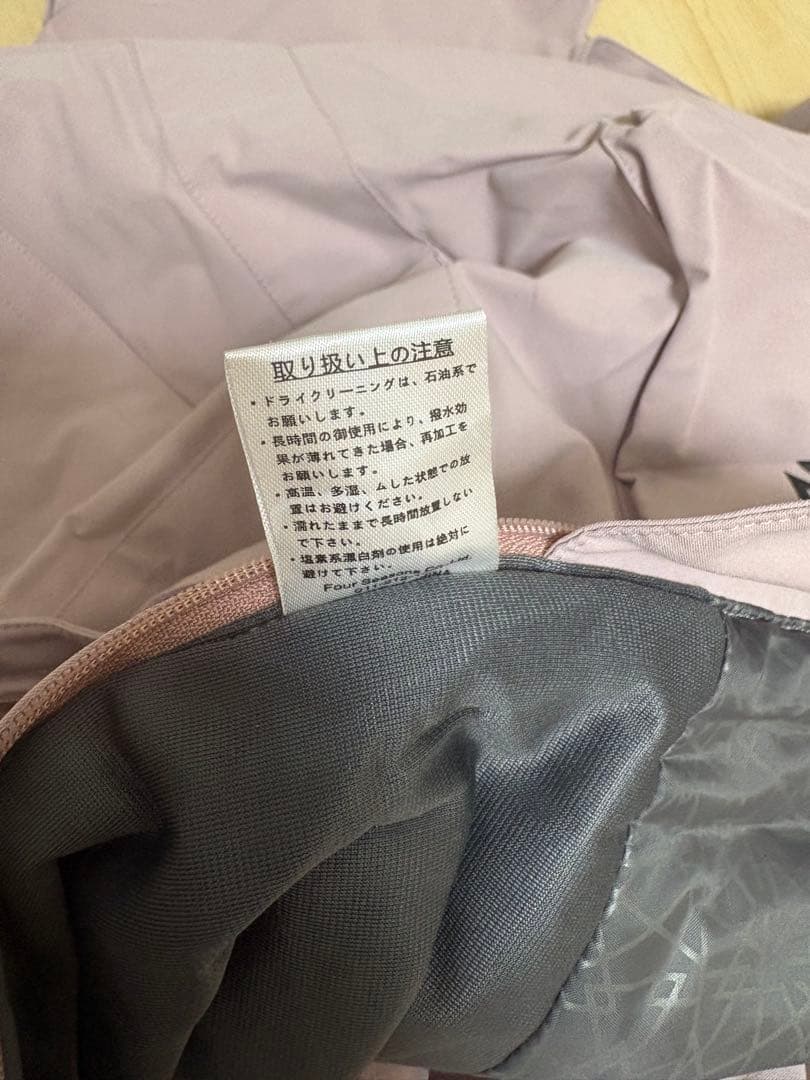 取り扱い上の注意
・ドライクリーニングは、石油系で
お願いします。
・長時間の御使用により、撥水効
果が薄れてきた場合、再加工を
お願いします。
・高温、多湿、ムした状態での放
置はお避けください。
・濡れたままで長時間放置しない
で下さい。
・塩素系漂白剤の使用は絶対に
避けて下さい。
Four Seasons Co., Ltd.